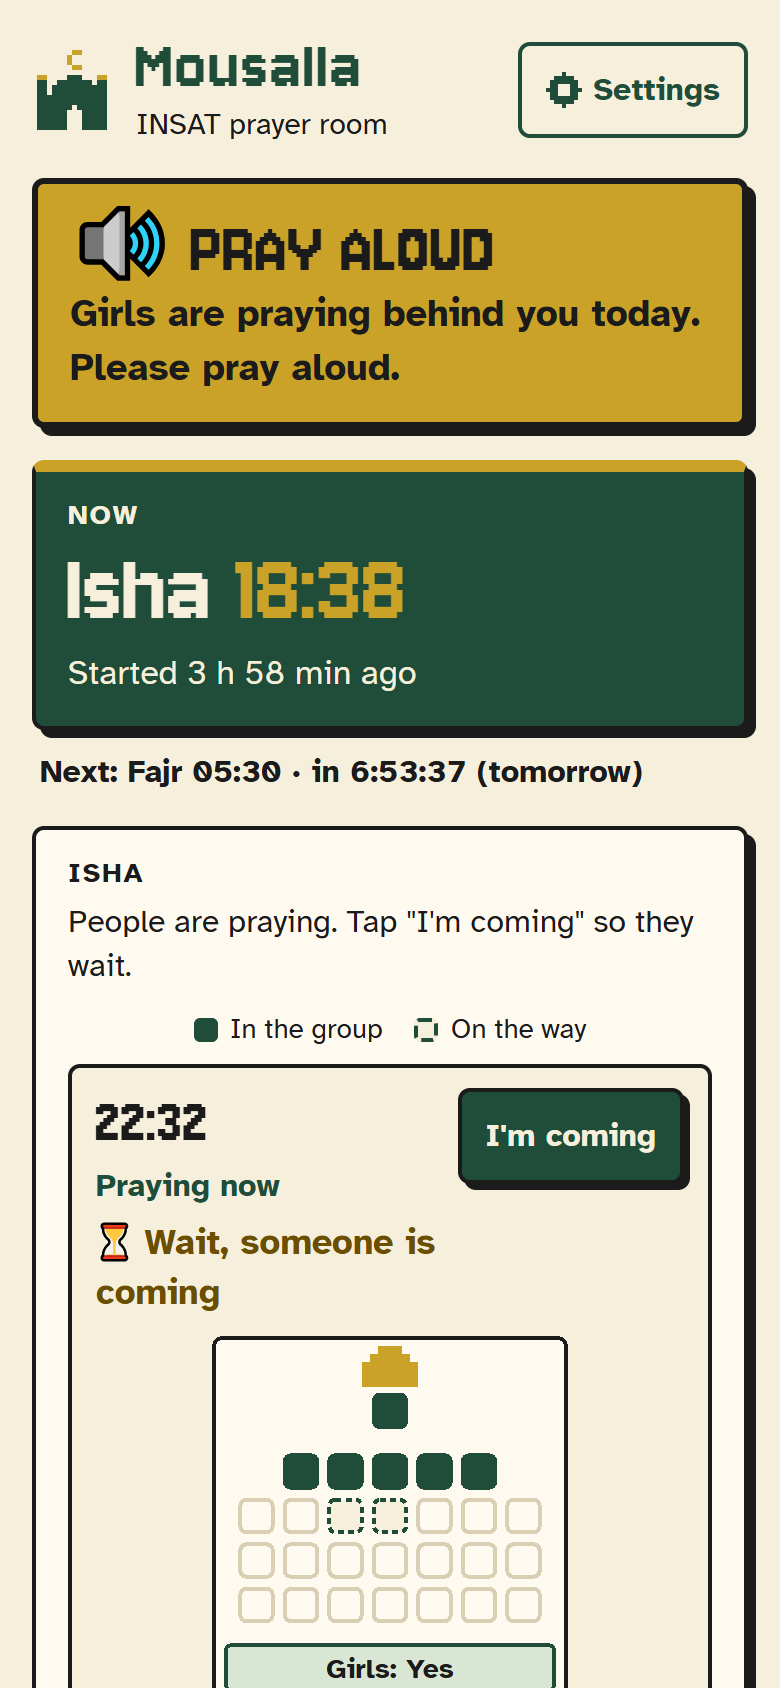 Mousalla
INSAT prayer room
Settings
PRAY ALOUD
Girls are praying behind you today.
Please pray aloud.
NOW
Isha 18:38
Started 3 h 58 min ago
Next: Fajr 05:30 · in 6:53:37 (tomorrow)
ISHA
People are praying. Tap "I'm coming" so they
wait.
In the group
On the way
22:32
I'm coming
Praying now
⏳ Wait, someone is
coming
Girls: Yes